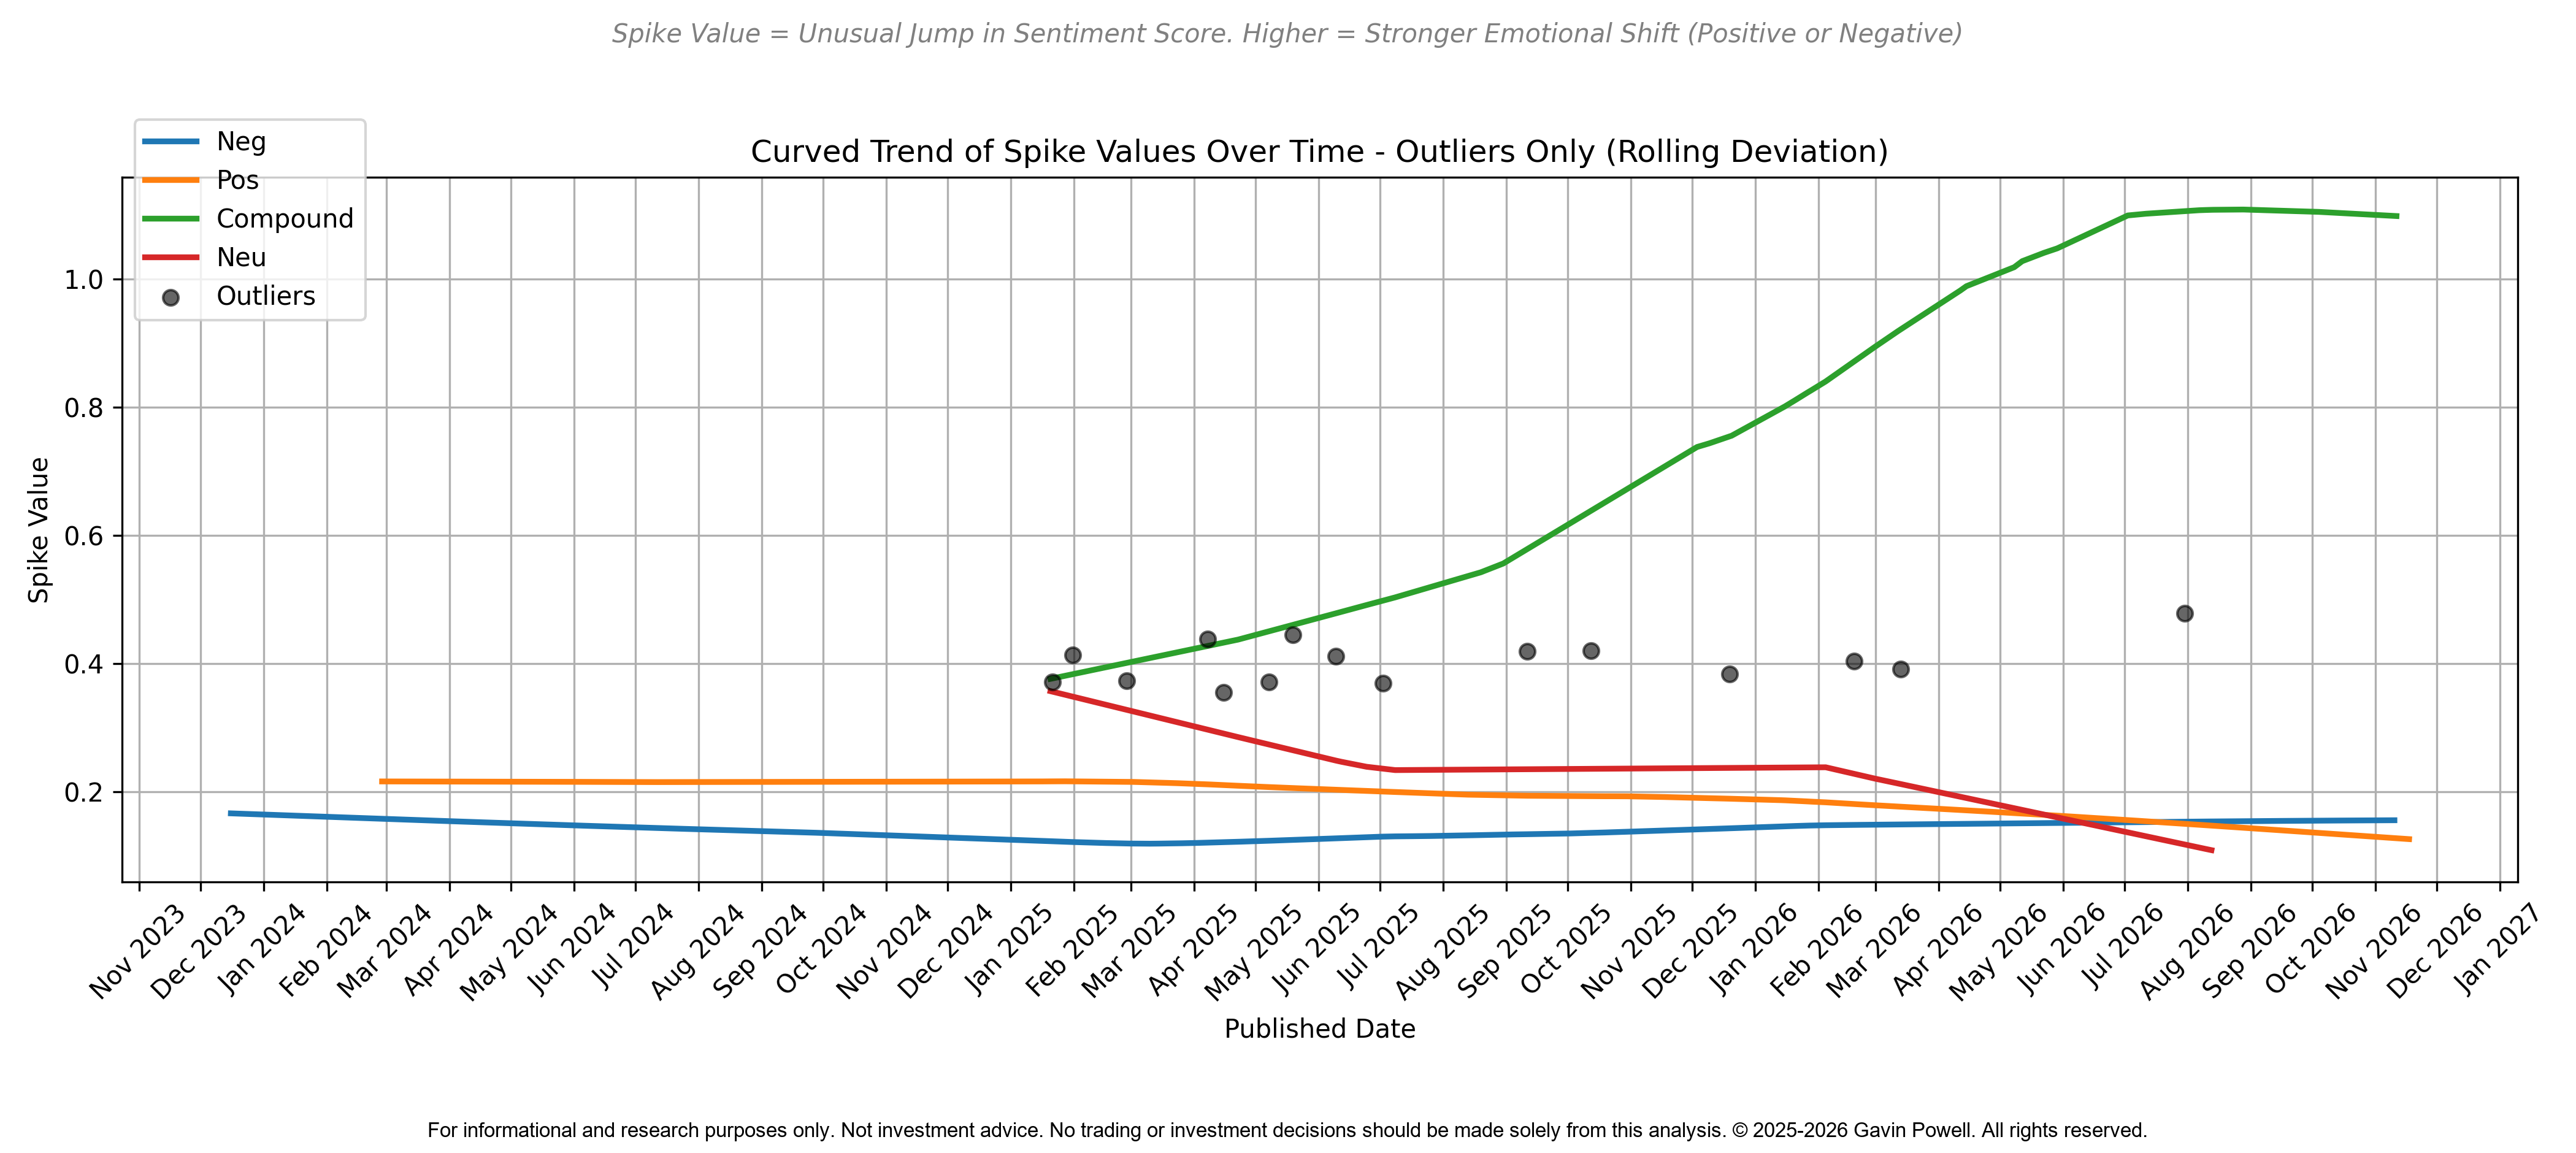 Spike Value = Unusual Jump in Sentiment Score. Higher = Stronger Emotional Shift (Positive or Negative)
Curved Trend of Spike Values Over Time - Outliers Only (Rolling Deviation)
Neg
Pos
Compound
Neu
Outliers
Spike Value
1.0
0.8
0.6
0.4
0.2
Nov 2023
Dec 2023
Jan 2024
Feb 2024
Mar 2024
Apr 2024
May 2024
Jun 2024
Jul 2024
Aug 2024
Sep 2024
Oct 2024
Nov 2024
Dec 2024
Jan 2025
Feb 2025
Mar 2025
Apr 2025
May 2025
Jun 2025
Jul 2025
Aug 2025
Sep 2025
Oct 2025
Nov 2025
Dec 2025
Jan 2026
Feb 2026
Mar 2026
Apr 2026
May 2026
Jun 2026
Jul 2026
Aug 2026
Sep 2026
Oct 2026
Nov 2026
Dec 2026
Jan 2027
Published Date
For informational and research purposes only. Not investment advice. No trading or investment decisions should be made solely from this analysis. © 2025-2026 Gavin Powell. All rights reserved.